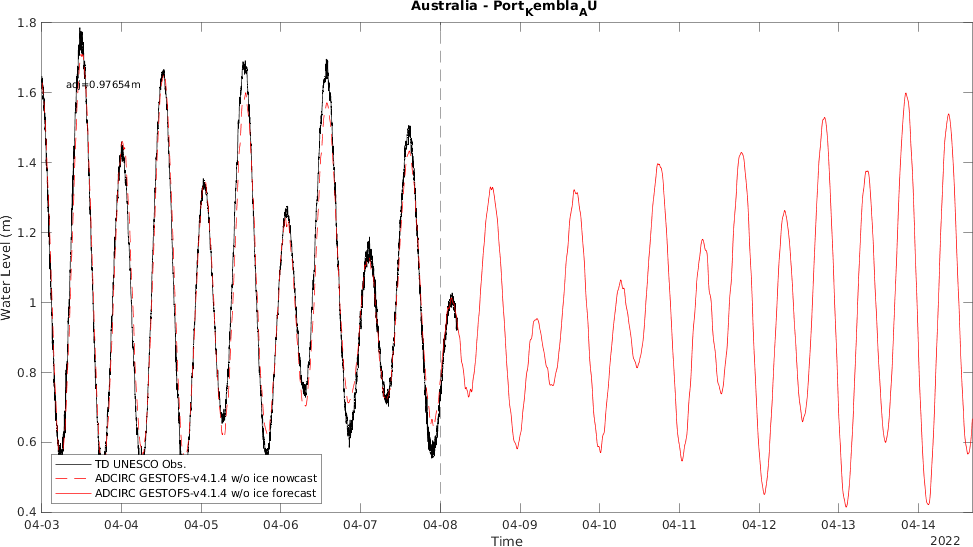 Australia - Port_Kembla_AU
1.8
1.6
1.4
1.2
1
0.8
0.6
0.4
Water Level (m)
adj=0.97654m
TD UNESCO Obs.
ADCIRC GESTOFS-v4.1.4 w/o ice nowcast
ADCIRC GESTOFS-v4.1.4 w/o ice forecast
04-03 04-04 04-05 04-06 04-07 04-08 04-09 04-10 04-11 04-12 04-13 04-14
Time
2022